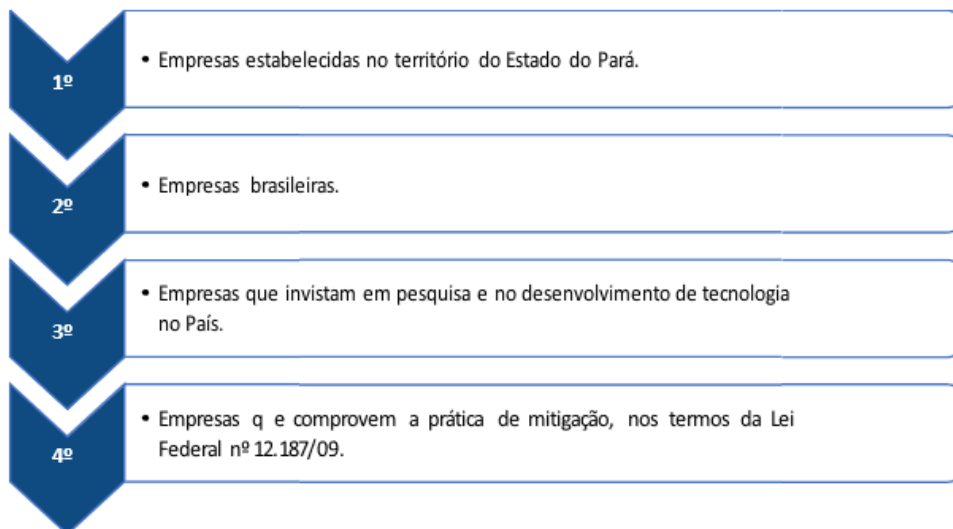 1º
• Empresas estabelecidas no território do Estado do Pará.
2º
• Empresas brasileiras.
3º
• Empresas que invistam em pesquisa e no desenvolvimento de tecnologia
no País.
4º
• Empresas q e comprovem a prática de mitigação, nos termos da Lei
Federal nº 12.187/09.